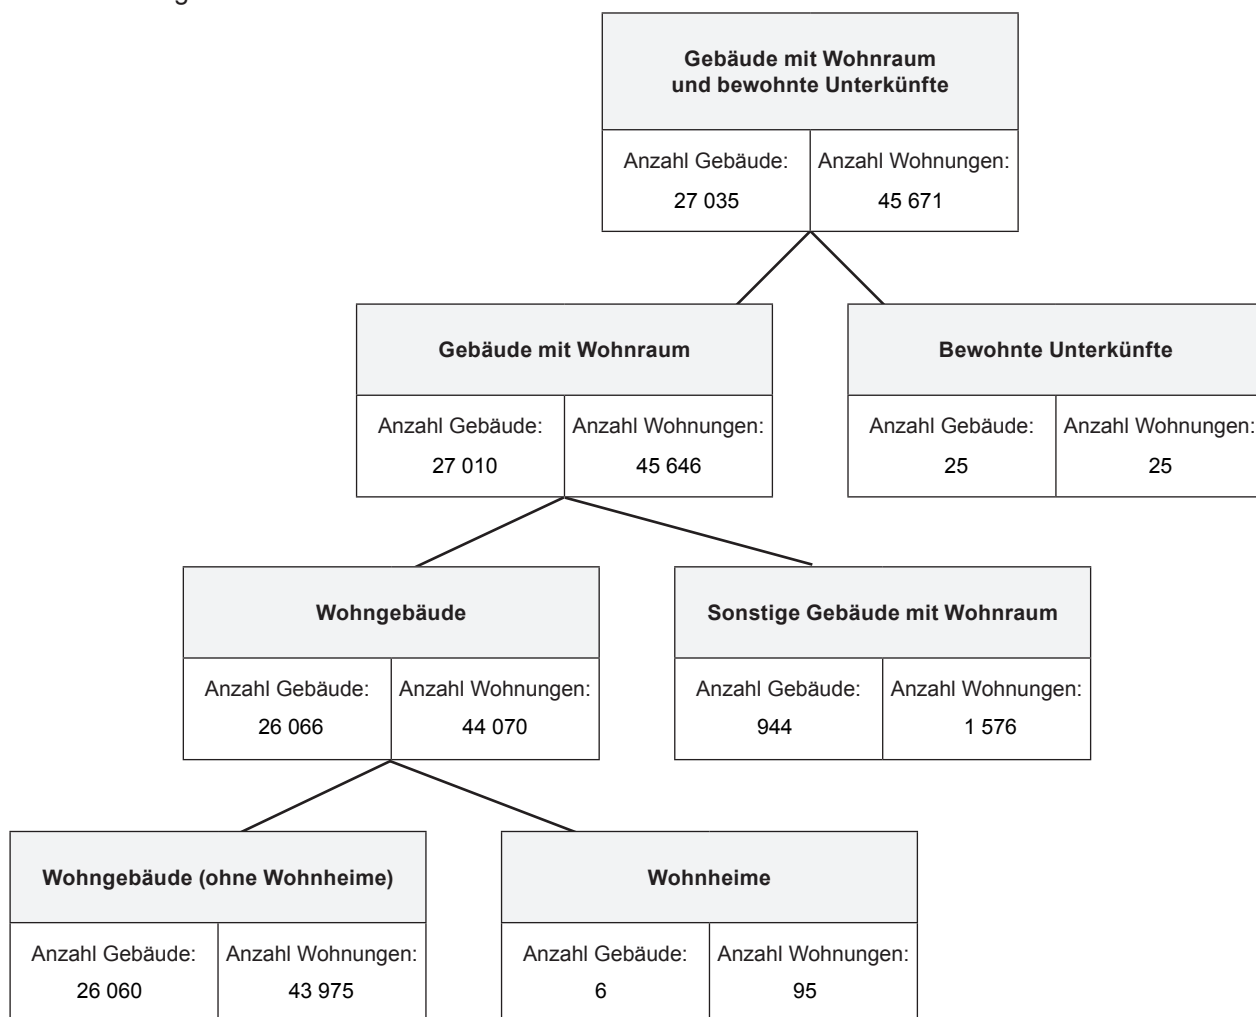 Gebäude mit Wohnraum
und bewohnte Unterkünfte
Anzahl Gebäude: Anzahl Wohnungen:
27 035 45 671
Gebäude mit Wohnraum Bewohnte Unterkünfte
Anzahl Gebäude: Anzahl Wohnungen: Anzahl Gebäude: Anzahl Wohnungen:
27 010 45 646 25 25
Wohngebäude Sonstige Gebäude mit Wohnraum
Anzahl Gebäude: Anzahl Wohnungen: Anzahl Gebäude: Anzahl Wohnungen:
26 066 44 070 944 1 576
Wohngebäude (ohne Wohnheime) Wohnheime
Anzahl Gebäude: Anzahl Wohnungen: Anzahl Gebäude: Anzahl Wohnungen:
26 060 43 975 6 95